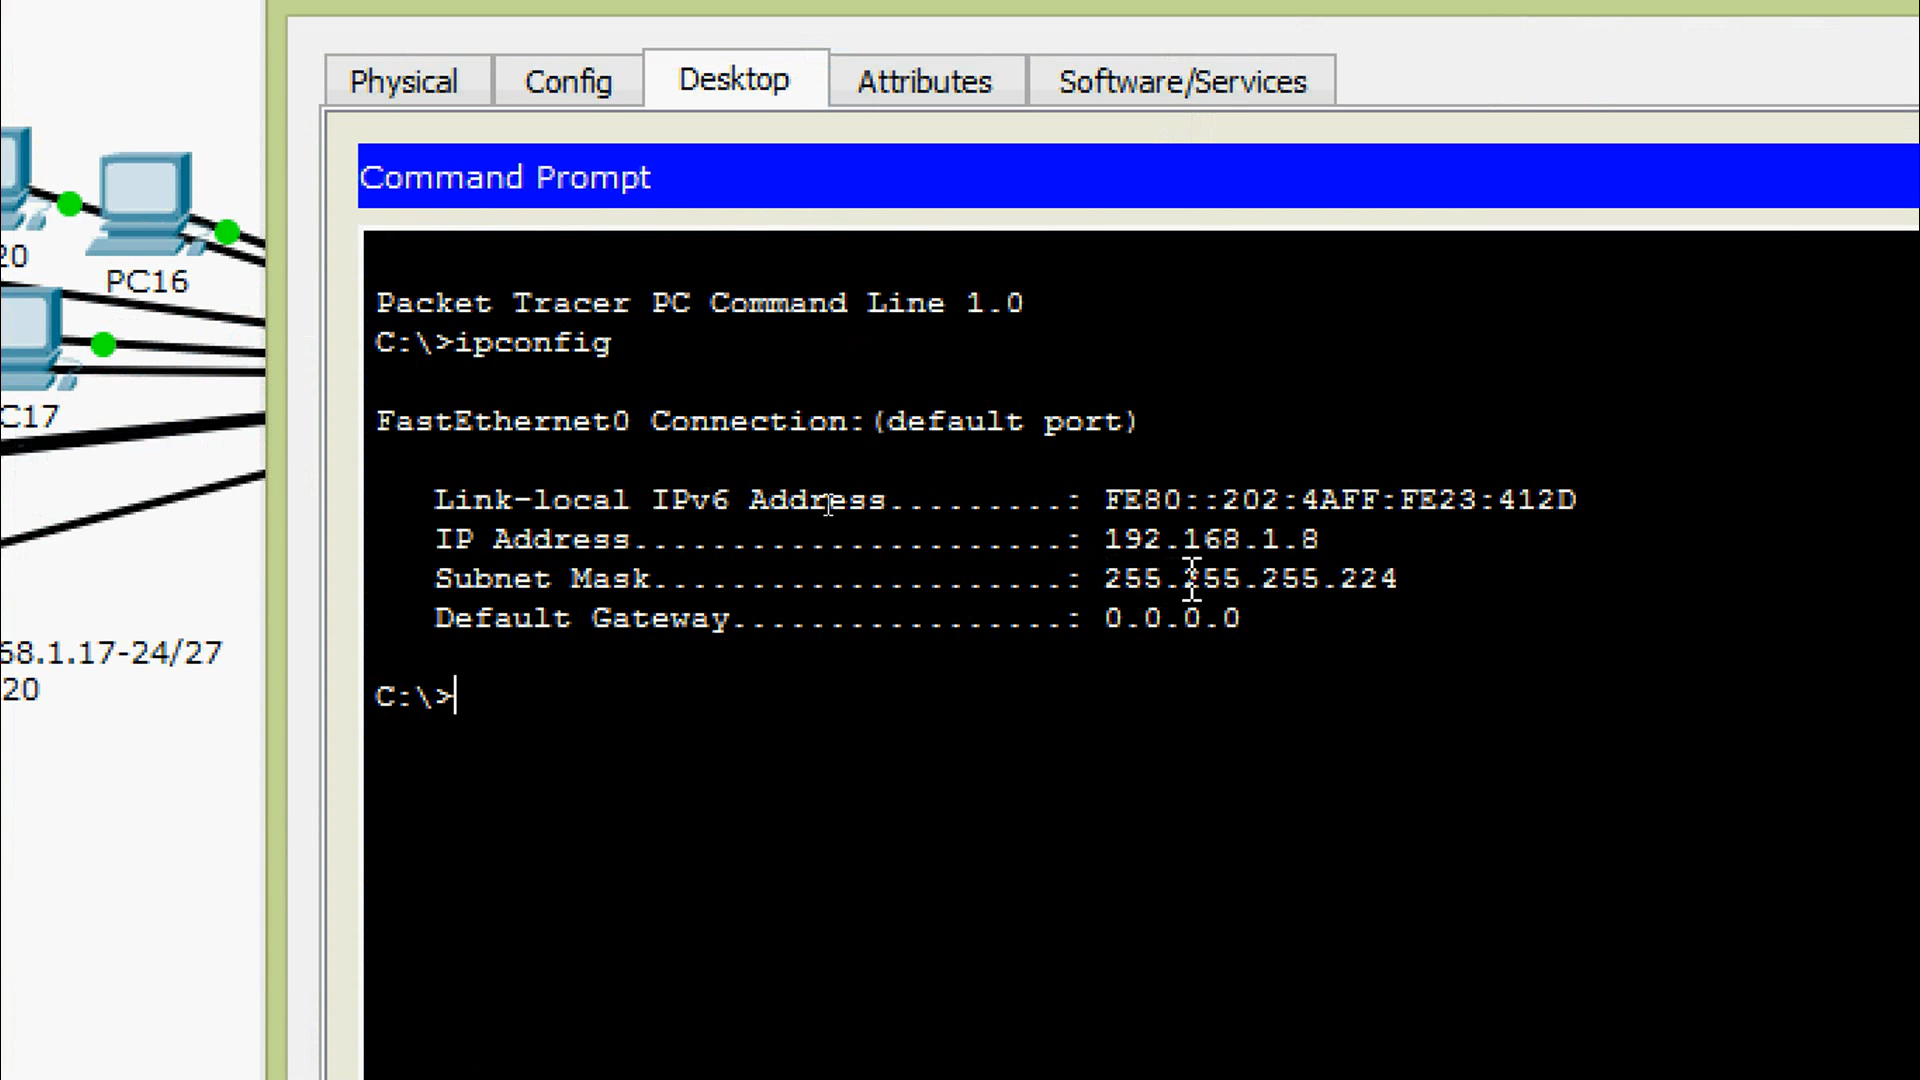 Physical
Config
Desktop
Attributes
Software/Services
Command Prompt
Packet Tracer PC Command Line 1.0
C:\>ipconfig
FastEthernet0 Connection:(default port)
Link-local IPv6 Address.........: FE80::202:4AFF:FE23:412D
IP Address......................: 192.168.1.8
Subnet Mask.....................: 255.255.255.224
Default Gateway.................: 0.0.0.0
C:\>
20
PC16
C17
68.1.17-24/27
20